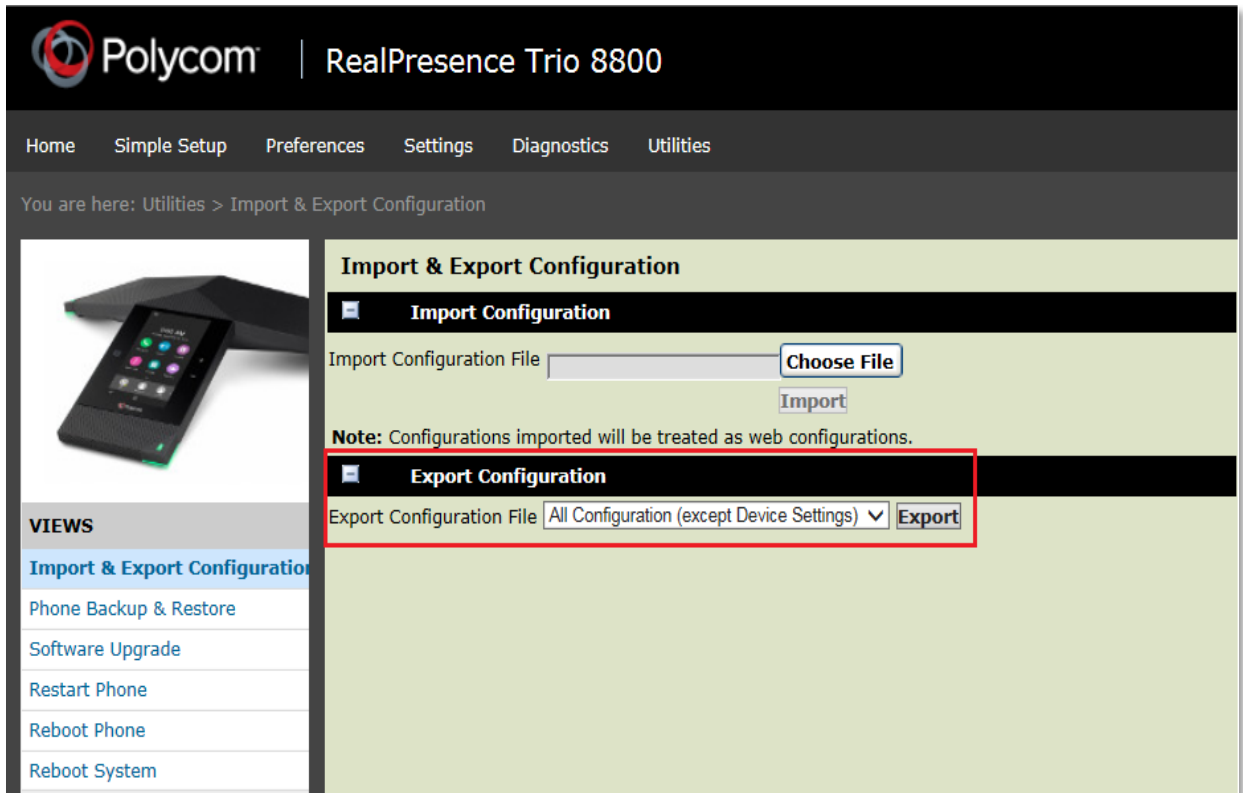 Polycom RealPresence Trio 8800
Home Simple Setup Preferences Settings Diagnostics Utilities
You are here: Utilities > Import & Export Configuration
Import & Export Configuration
Import Configuration
Import Configuration File Choose File
Import
Note: Configurations imported will be treated as web configurations.
Export Configuration
Export Configuration File All Configuration (except Device Settings) Export
VIEWS
Import & Export Configuration
Phone Backup & Restore
Software Upgrade
Restart Phone
Reboot Phone
Reboot System